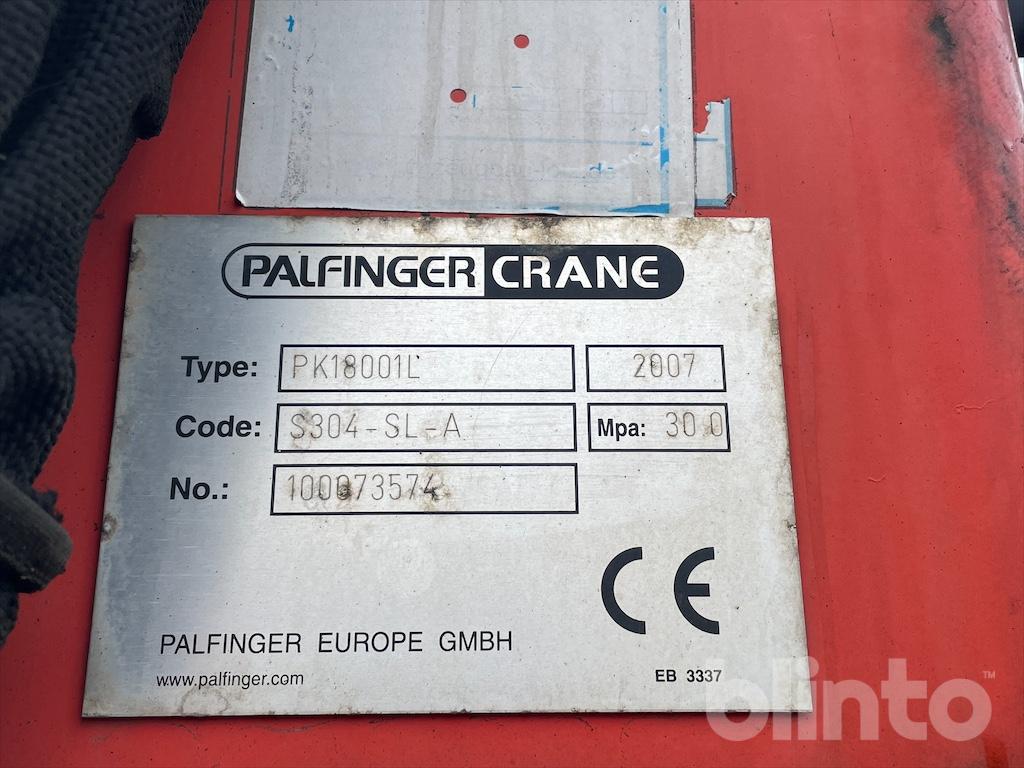 PALFINGER CRANE
Type: PK18001L 2007
Code: S304-SL-A Mpa: 30.0
No.: 100073574
CE
PALFINGER EUROPE GMBH
www.palfinger.com
EB 3337
blinto™